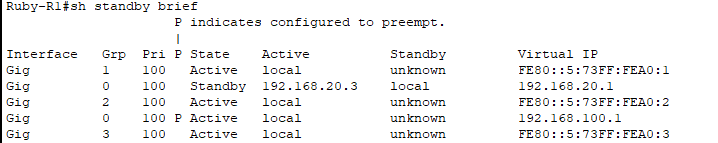 Ruby-R1#sh standby brief
                     P indicates configured to preempt.
                     |
Interface   Grp  Pri P State   Active          Standby         Virtual IP
Gig         1    100   Active  local           unknown         FE80::5:73FF:FEA0:1
Gig         0    100   Standby 192.168.20.3    local           192.168.20.1
Gig         2    100   Active  local           unknown         FE80::5:73FF:FEA0:2
Gig         0    100 P Active  local           unknown         192.168.100.1
Gig         3    100   Active  local           unknown         FE80::5:73FF:FEA0:3